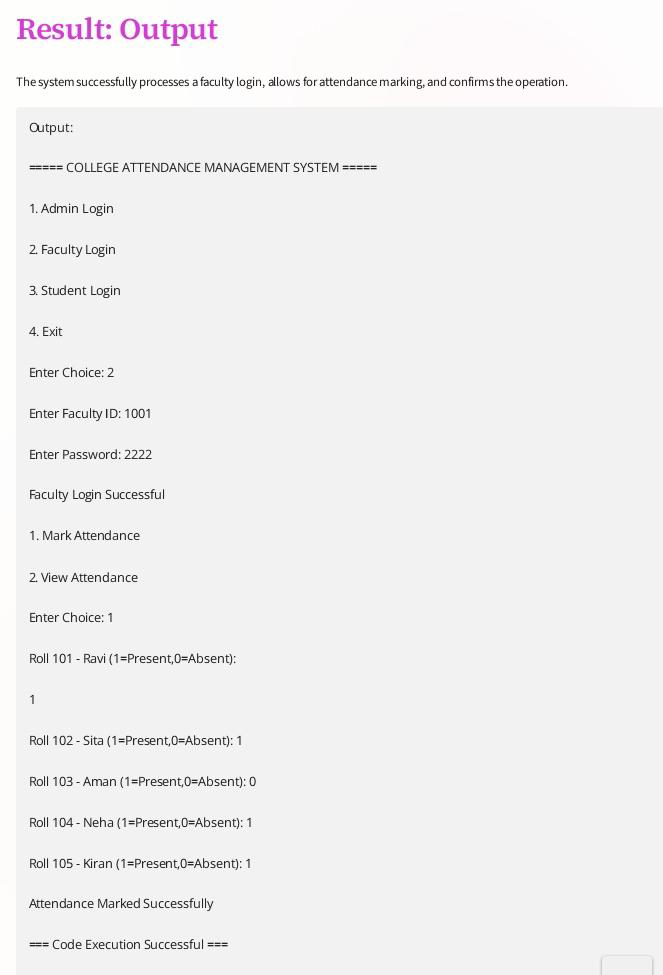 Result: Output
The system successfully processes a faculty login, allows for attendance marking, and confirms the operation.
Output:
===== COLLEGE ATTENDANCE MANAGEMENT SYSTEM =====
1. Admin Login
2. Faculty Login
3. Student Login
4. Exit
Enter Choice: 2
Enter Faculty ID: 1001
Enter Password: 2222
Faculty Login Successful
1. Mark Attendance
2. View Attendance
Enter Choice: 1
Roll 101 - Ravi (1=Present,0=Absent):
1
Roll 102 - Sita (1=Present,0=Absent): 1
Roll 103 - Aman (1=Present,0=Absent): 0
Roll 104 - Neha (1=Present,0=Absent): 1
Roll 105 - Kiran (1=Present,0=Absent): 1
Attendance Marked Successfully
=== Code Execution Successful ===